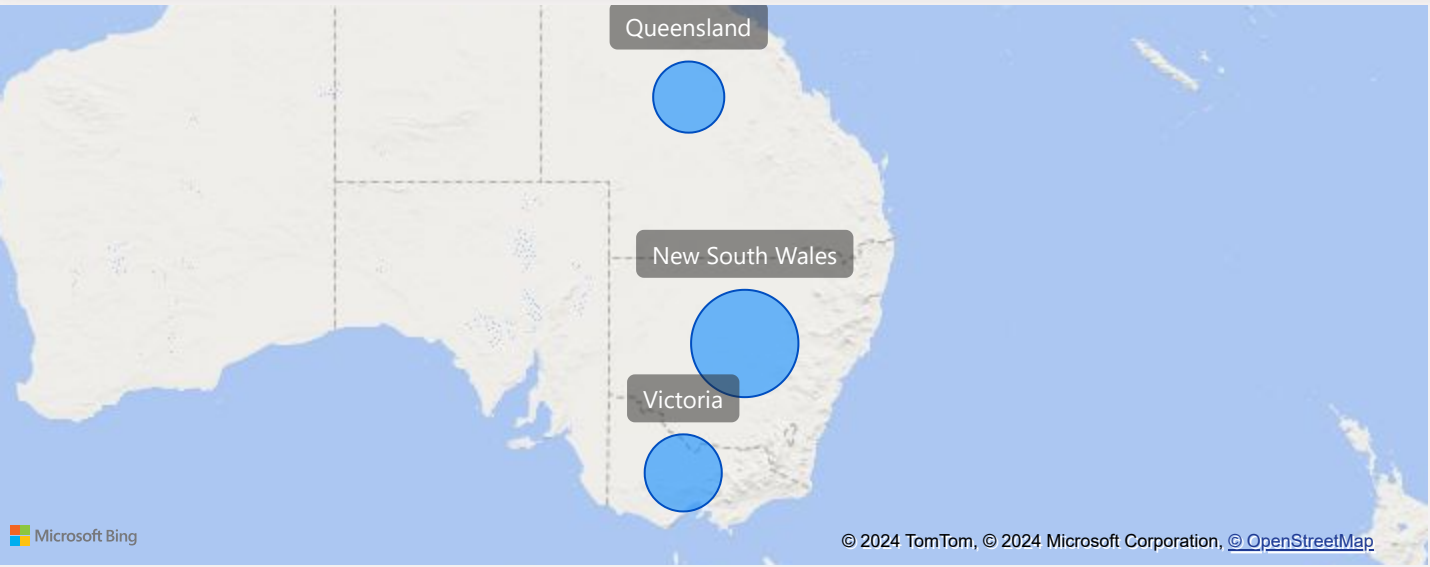 Queensland
New South Wales
Victoria
Microsoft Bing
© 2024 TomTom, © 2024 Microsoft Corporation, © OpenStreetMap